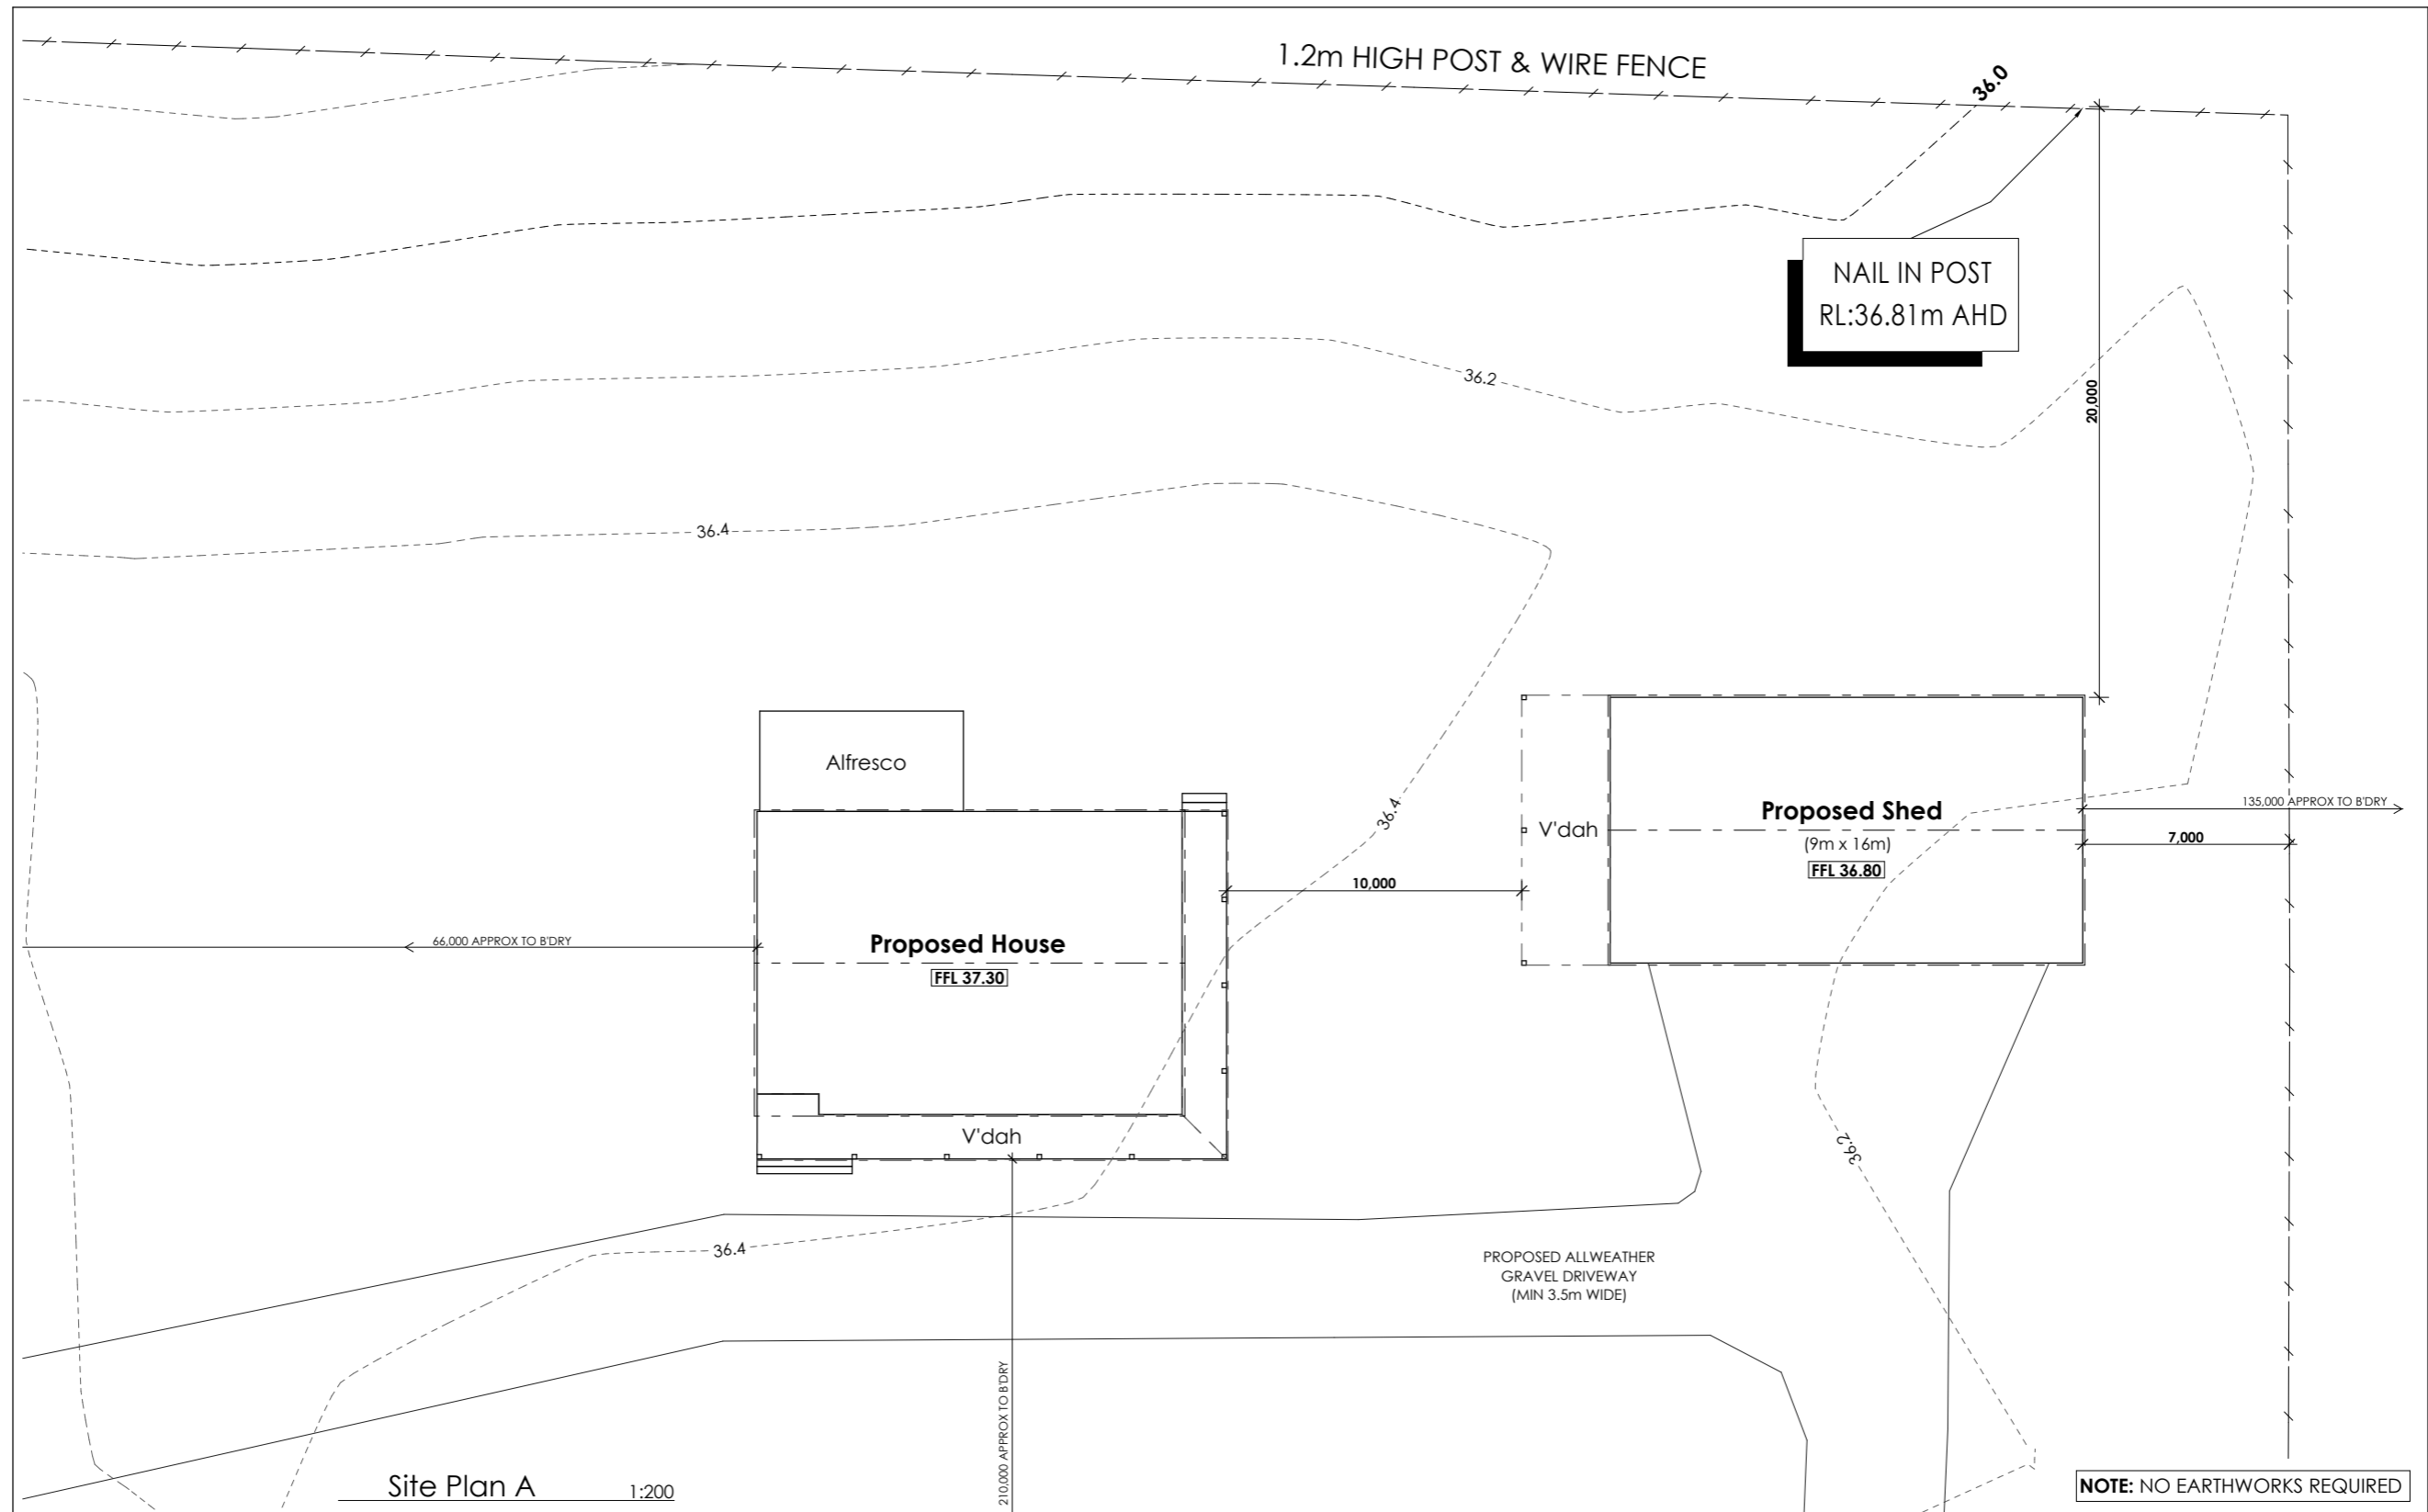 1.2m HIGH POST & WIRE FENCE
36.0
NAIL IN POST
RL:36.81m AHD
36.2
20,000
36.4
Alfresco
36.4
Proposed Shed
(9m x 16m)
FFL 36.80
V'dah
135,000 APPROX TO B'DRY
7,000
10,000
66,000 APPROX TO B'DRY
Proposed House
FFL 37.30
V'dah
36.2
36.4
PROPOSED ALLWEATHER
GRAVEL DRIVEWAY
(MIN 3.5m WIDE)
210,000 APPROX TO B'DRY
Site Plan A 1:200
NOTE: NO EARTHWORKS REQUIRED